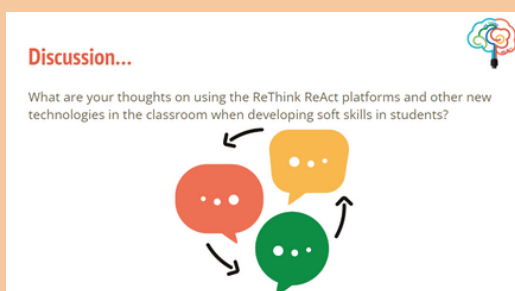 Discussion...
What are your thoughts on using the ReThink ReAct platforms and other new
technologies in the classroom when developing soft skills in students?